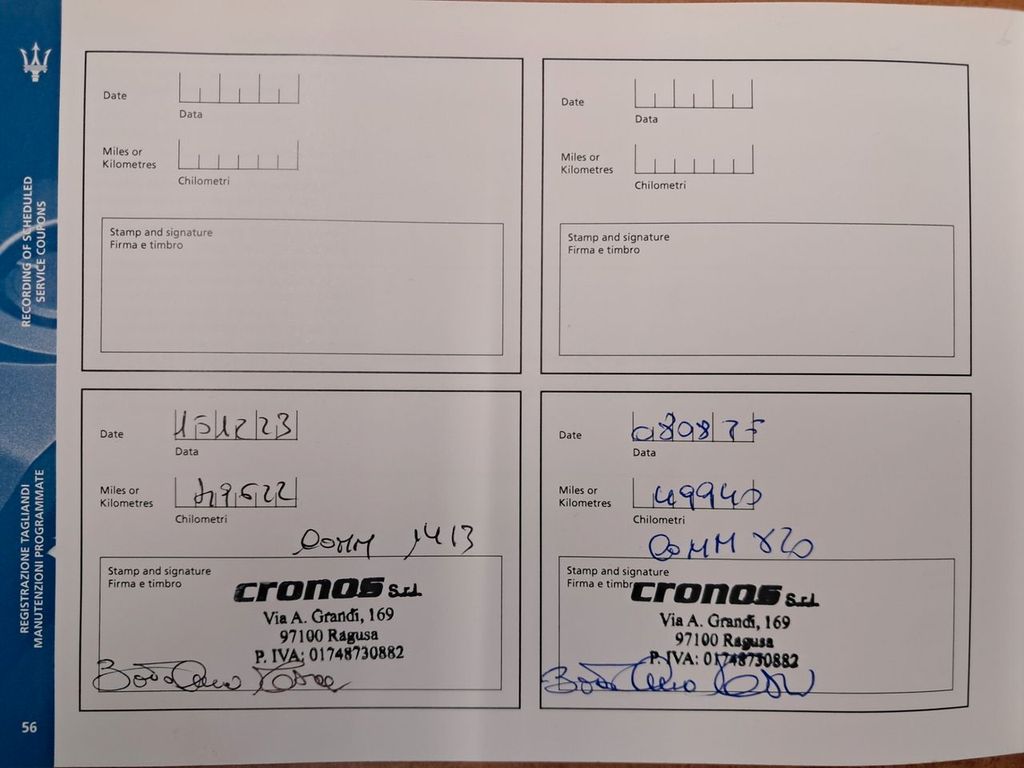 RECORDING OF SCHEDULED
SERVICE COUPONS
REGISTRAZIONE TAGLIANDI
MANUTENZIONI PROGRAMMATE
56
Date
Data
Miles or
Kilometres
Chilometri
Stamp and signature
Firma e timbro
Date
Data
Miles or
Kilometres
Chilometri
Stamp and signature
Firma e timbro
Date
151223
Data
Miles or
Kilometres
Chilometri
COMM 1413
Stamp and signature
Firma e timbro
cronos S.r.l.
Via A. Grandi, 169
97100 Ragusa
P. IVA: 01748730882
Date
Data
Miles or
Kilometres
49940
Chilometri
COMM 820
Stamp and signature
Firma e timbro
cronos S.r.l.
Via A. Grandi, 169
97100 Ragusa
P. IVA: 01748730882